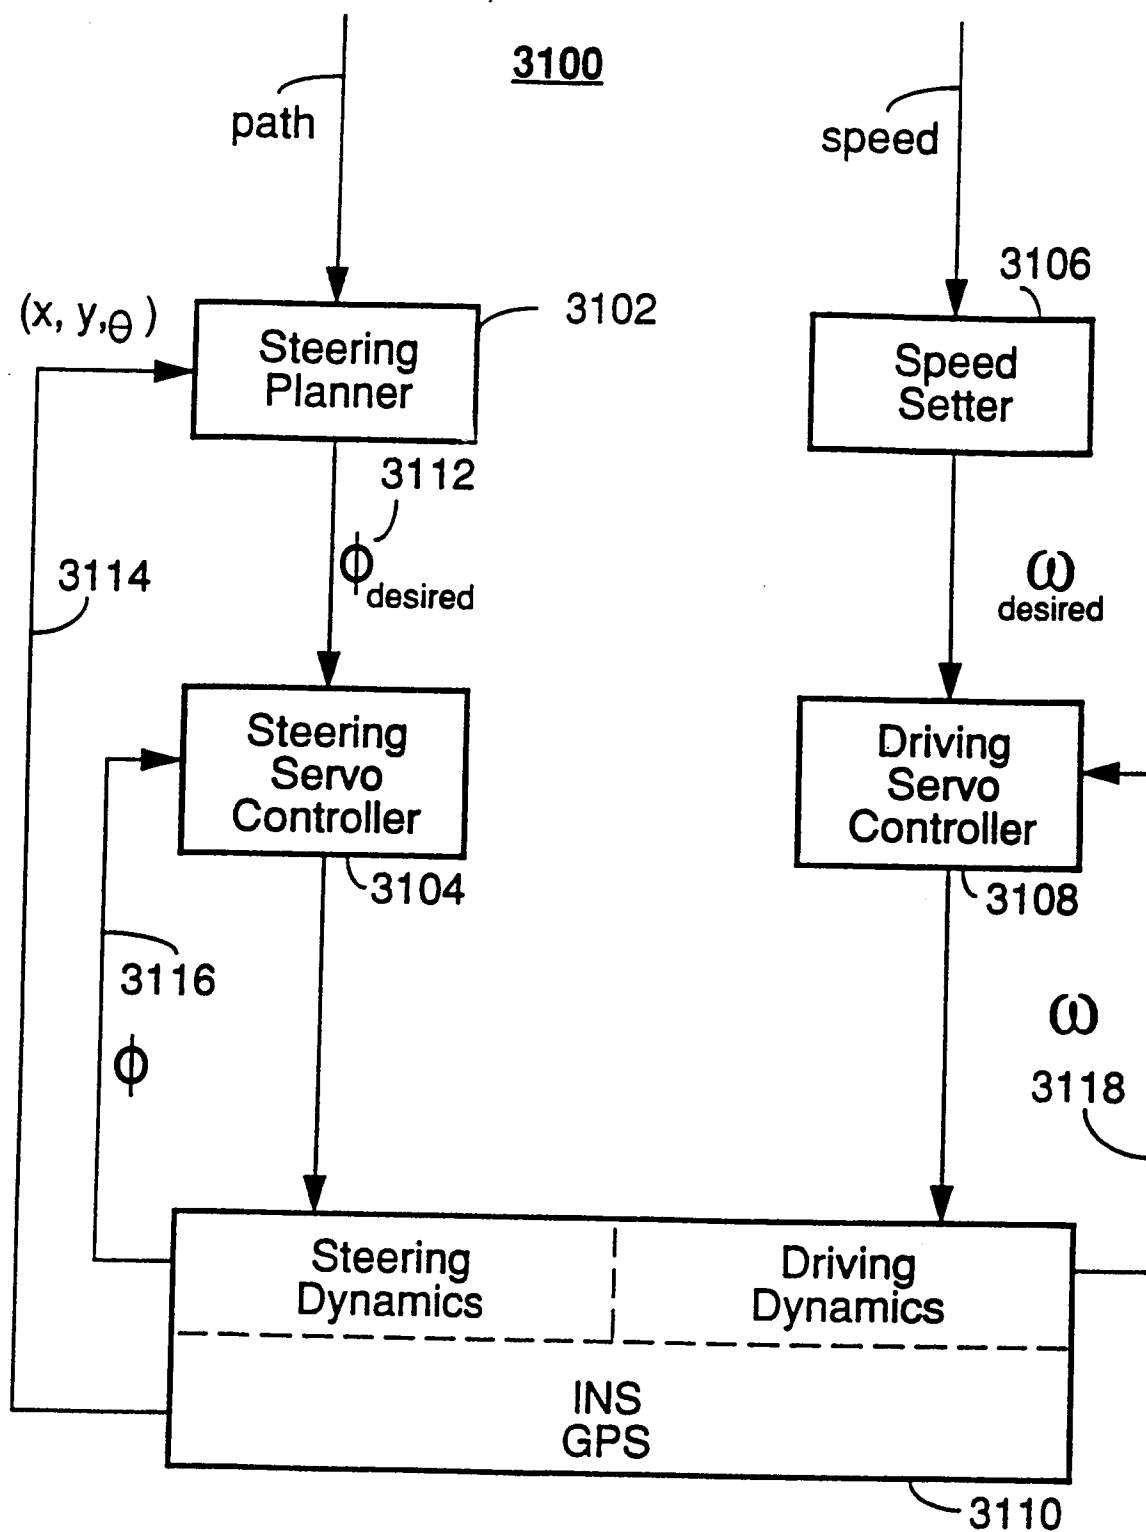 3100
path
speed
3106
(x, y,θ)
3102
Steering
Planner
Speed
Setter
3112
ϕ
desired
3114
ω
desired
Steering
Servo
Controller
Driving
Servo
Controller
3104
3108
3116
ϕ
ω
3118
Steering
Dynamics
Driving
Dynamics
INS
GPS
3110